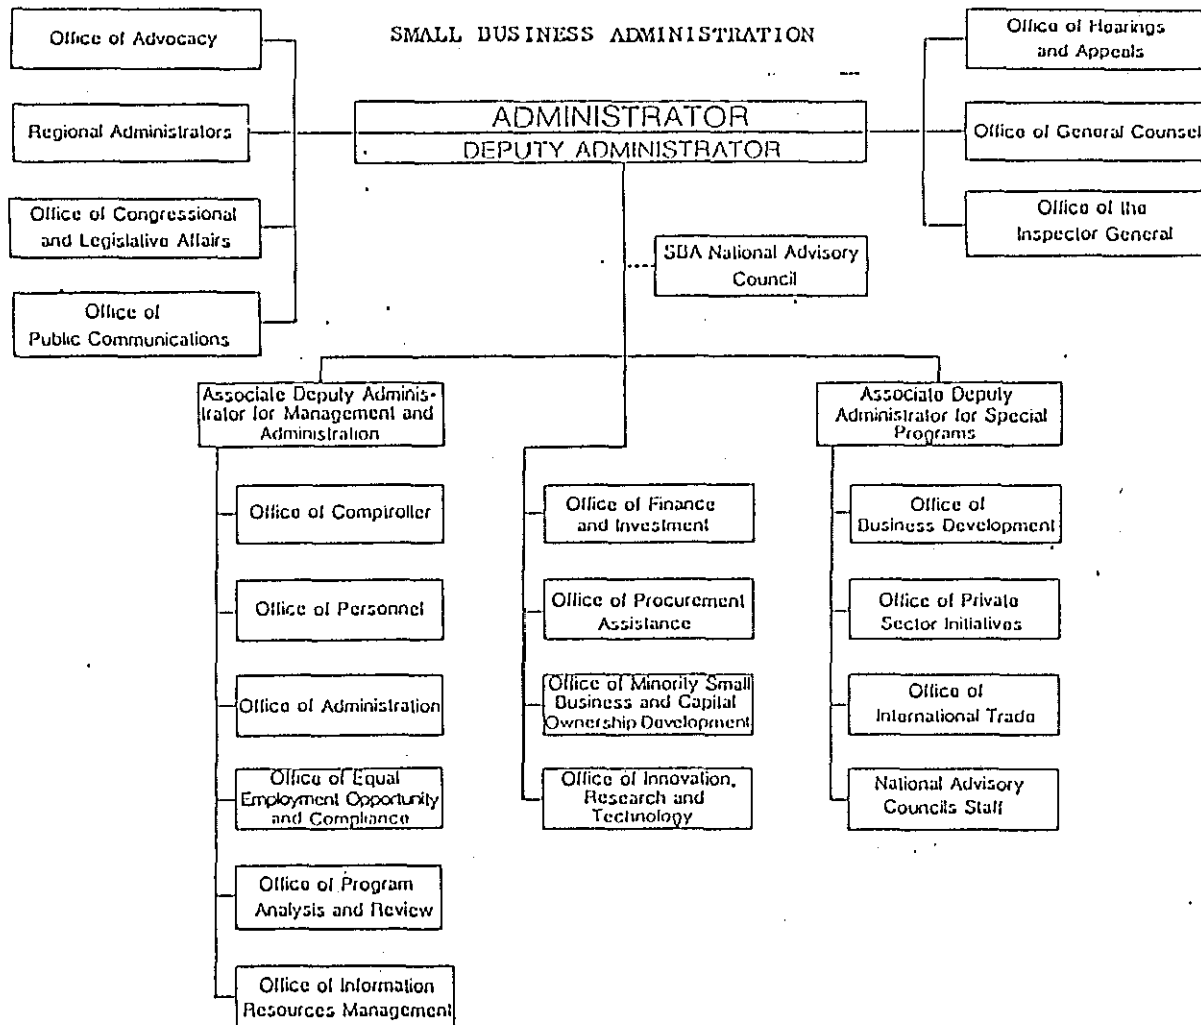 SMALL BUSINESS ADMINISTRATION
Office of Advocacy
Regional Administrators
Office of Congressional
and Legislative Affairs
Office of
Public Communications
ADMINISTRATOR
DEPUTY ADMINISTRATOR
Office of Hearings
and Appeals
Office of General Counsel
Office of the
Inspector General
SBA National Advisory
Council
Associate Deputy Adminis-
trator for Management and
Administration
Office of Comptroller
Office of Personnel
Office of Administration
Office of Equal
Employment Opportunity
and Compliance
Office of Program
Analysis and Review
Office of Information
Resources Management
Office of Finance
and Investment
Office of Procurement
Assistance
Office of Minority Small
Business and Capital
Ownership Development
Office of Innovation,
Research and
Technology
Associate Deputy
Administrator for Special
Programs
Office of
Business Development
Office of Private
Sector Initiatives
Office of
International Trade
National Advisory
Councils Staff